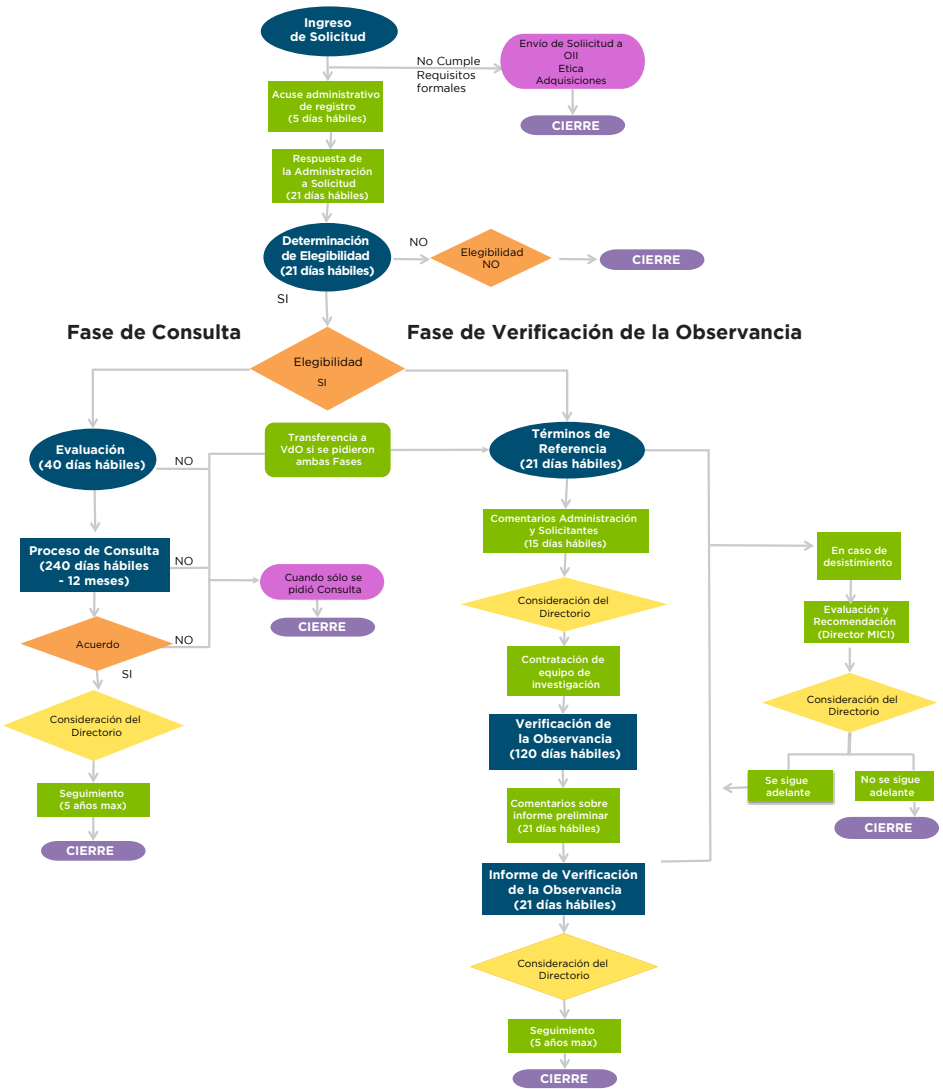 Ingreso
de Solicitud
No Cumple
Requisitos
formales
Envío de Soliicitud a
OII
Etica
Adquisiciones
CIERRE
Acuse administrativo
de registro
(5 días hábiles)
Respuesta de
la Administración
a Solicitud
(21 días hábiles)
Determinación
de Elegibilidad
(21 días hábiles)
NO
Elegibilidad
NO
CIERRE
SI
Fase de Consulta
Fase de Verificación de la Observancia
Elegibilidad
SI
Evaluación
(40 días hábiles)
NO
Proceso de Consulta
(240 días hábiles
- 12 meses)
NO
Acuerdo
NO
SI
Consideración del
Directorio
Seguimiento
(5 años max)
CIERRE
Transferencia a
VdO si se pidieron
ambas Fases
Cuando sólo se
pidió Consulta
CIERRE
Términos de
Referencia
(21 días hábiles)
Comentarios Administración
y Solicitantes
(15 días hábiles)
Consideración del
Directorio
Contratación de
equipo de
investigación
Verificación de
la Observancia
(120 días hábiles)
Comentarios sobre
informe preliminar
(21 días hábiles)
Informe de Verificación
de la Observancia
(21 días hábiles)
Consideración del
Directorio
Seguimiento
(5 años max)
CIERRE
En caso de
desistimiento
Evaluación y
Recomendación
(Director MICI)
Consideración del
Directorio
Se sigue
adelante
No se sigue
adelante
CIERRE